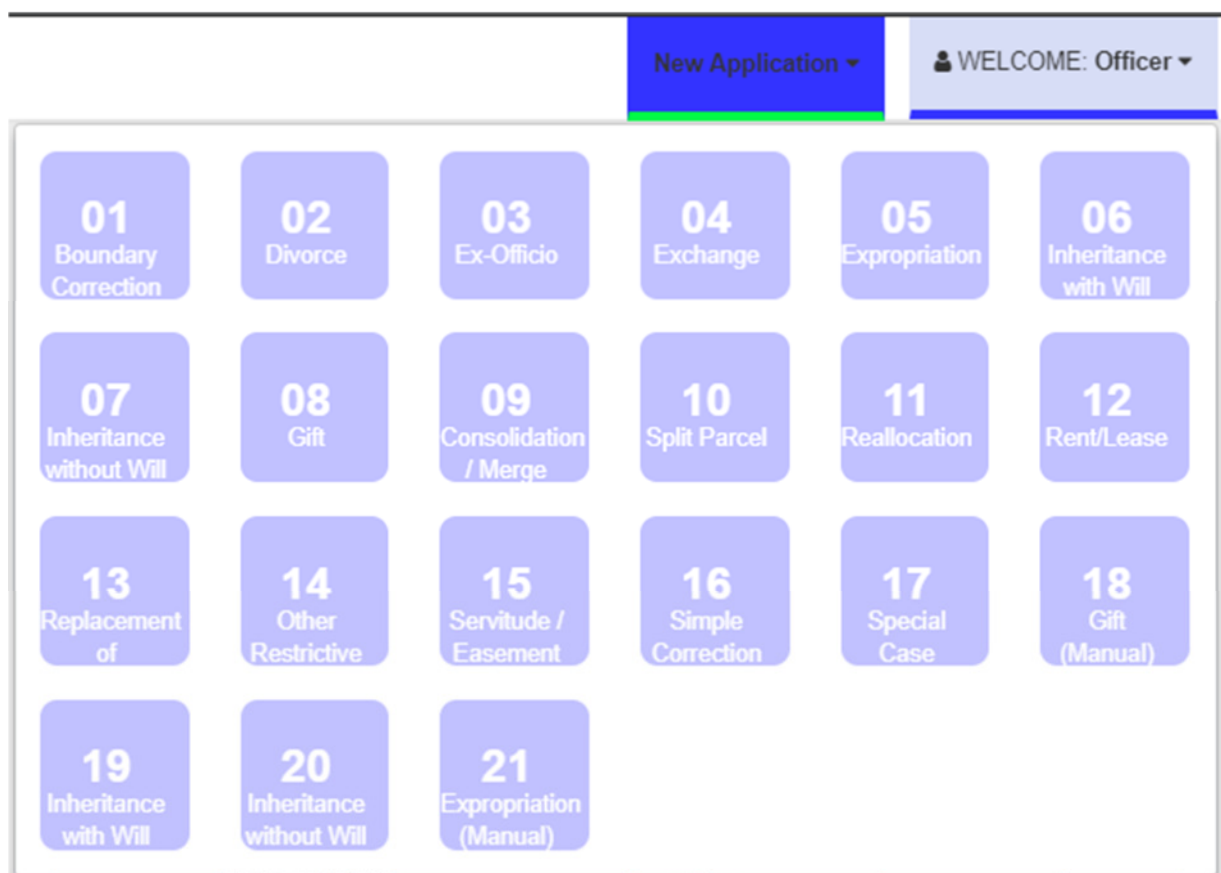 New Application
WELCOME: Officer
01
Boundary
Correction
02
Divorce
03
Ex-Officio
04
Exchange
05
Expropriation
06
Inheritance
with Will
07
Inheritance
without Will
08
Gift
09
Consolidation
/ Merge
10
Split Parcel
11
Reallocation
12
Rent/Lease
13
Replacement
of
14
Other
Restrictive
15
Servitude /
Easement
16
Simple
Correction
17
Special
Case
18
Gift
(Manual)
19
Inheritance
with Will
20
Inheritance
without Will
21
Expropriation
(Manual)